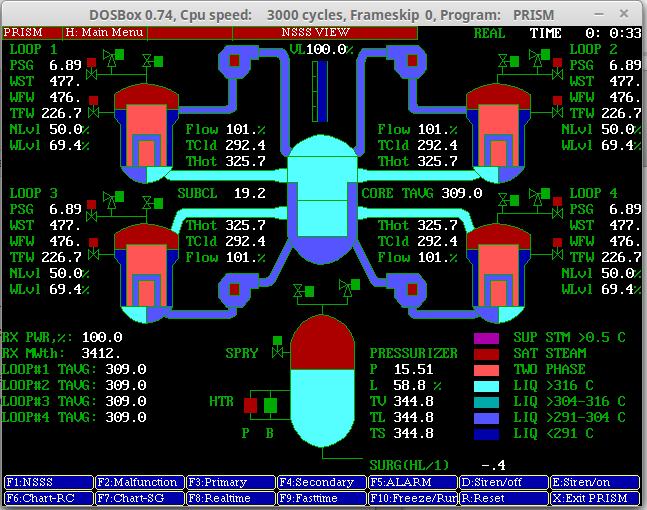 DOSBox 0.74, Cpu speed: 3000 cycles, Frameskip 0, Program: PRISM
PRISM H: Main Menu NSSS VIEW REAL TIME 0: 0:33
LOOP 1 VL100.0% LOOP 2
PSG 6.89 PSG 6.89
WST 477. WST 477.
WFW 476. WFW 476.
TFW 226.7 TFW 226.7
NLvl 50.0% Flow 101.% Flow 101.% NLvl 50.0%
WLvl 69.4% TCld 292.4 TCld 292.4 WLvl 69.4%
THot 325.7 THot 325.7
LOOP 3 SUBCL 19.2 CORE TAVG 309.0 LOOP 4
PSG 6.89 PSG 6.89
WST 477. THot 325.7 THot 325.7 WST 477.
WFW 476. TCld 292.4 TCld 292.4 WFW 476.
TFW 226.7 Flow 101.% Flow 101.% TFW 226.7
NLvl 50.0% NLvl 50.0%
WLvl 69.4% WLvl 69.4%
RX PWR,%: 100.0 SUP STM >0.5 C
RX MWth: 3412. SPRY PRESSURIZER SAT STEAM
LOOP#1 TAVG: 309.0 P 15.51 TWO PHASE
LOOP#2 TAVG: 309.0 L 58.8 % LIQ >316 C
LOOP#3 TAVG: 309.0 HTR TV 344.8 LIQ >304-316 C
LOOP#4 TAVG: 309.0 TL 344.8 LIQ >291-304 C
P B TS 344.8 LIQ <291 C
SURG(HL/1) -.4
F1:NSSS F2:Malfunction F3:Primary F4:Secondary F5:ALARM D:Siren/off E:Siren/on
F6:Chart-RC F7:Chart-SG F8:Realtime F9:Fasttime F10:Freeze/Run R:Reset X:Exit PRISM